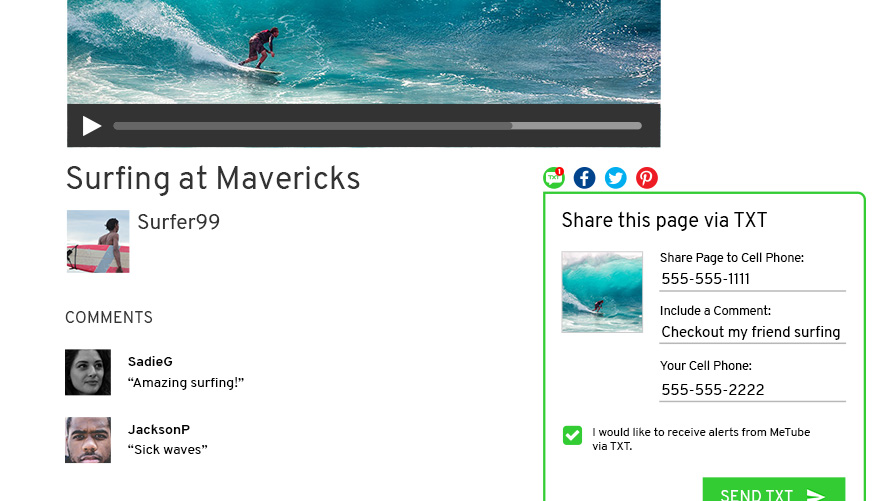 Surfing at Mavericks
Surfer99
COMMENTS
SadieG
“Amazing surfing!”
JacksonP
“Sick waves”
TXT
1
Share this page via TXT
Share Page to Cell Phone:
555-555-1111
Include a Comment:
Checkout my friend surfing
Your Cell Phone:
555-555-2222
I would like to receive alerts from MeTube
via TXT.
SEND TXT